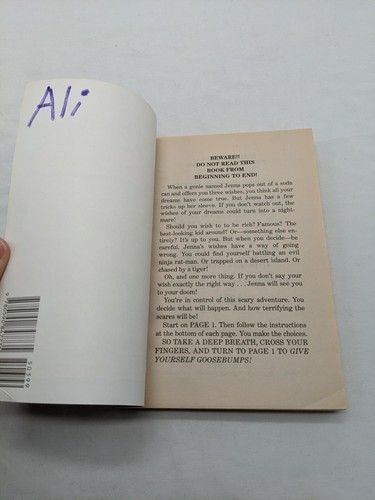 Ali
BEWARE!!
DO NOT READ THIS
BOOK FROM
BEGINNING TO END!
When a genie named Jenna pops out of a soda
can and offers you three wishes, you think all your
dreams have come true. But Jenna has a few
tricks up her sleeve. If you don't watch out, the
wishes of your dreams could turn into a night-
mare!
Should you wish to to be rich? Famous? The
best-looking kid around? Or—something else en-
tirely? It's up to you. But when you decide—be
careful. Jenna's wishes have a way of going
wrong. You could find yourself battling an evil
ninja rat-man. Or trapped on a desert island. Or
chased by a tiger!
Oh, and one more thing. If you don't say your
wish exactly the right way . . . Jenna will see you
to your doom!
You're in control of this scary adventure. You
decide what will happen. And how terrifying the
scares will be!
Start on PAGE 1. Then follow the instructions
at the bottom of each page. You make the choices.
SO TAKE A DEEP BREATH, CROSS YOUR
FINGERS, AND TURN TO PAGE 1 TO GIVE
YOURSELF GOOSEBUMPS!